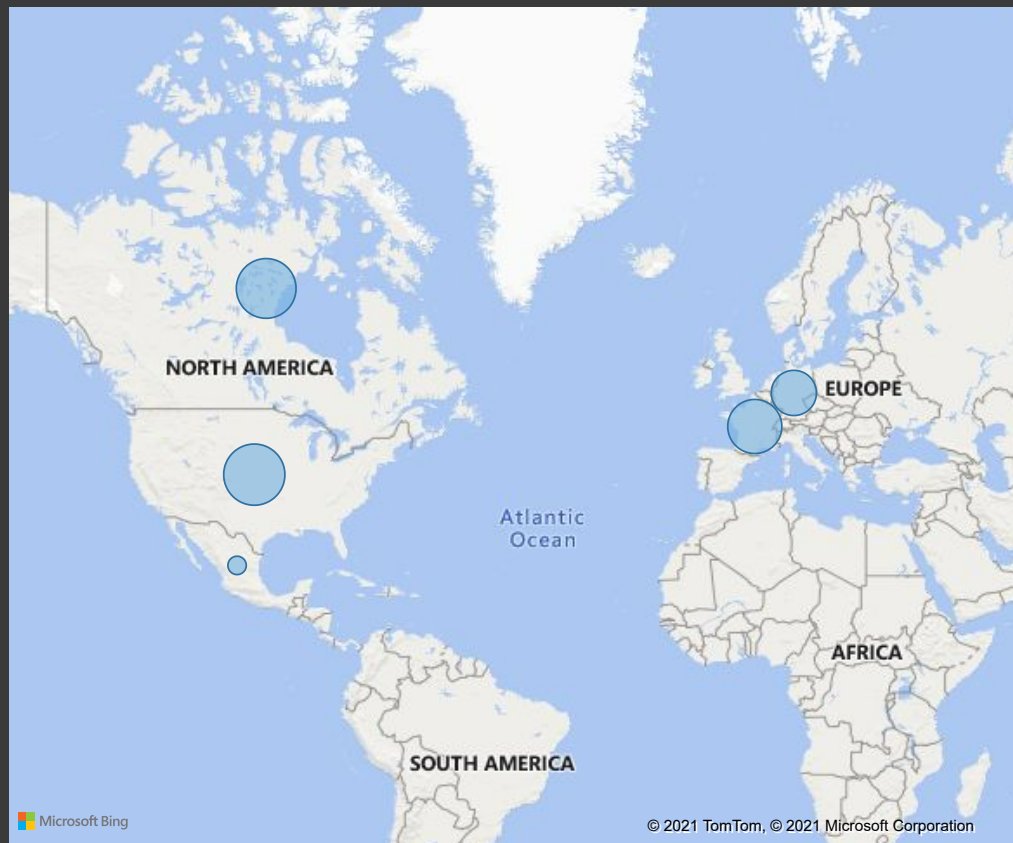 NORTH AMERICA
EUROPE
Atlantic
Ocean
AFRICA
SOUTH AMERICA
Microsoft Bing
© 2021 TomTom, © 2021 Microsoft Corporation